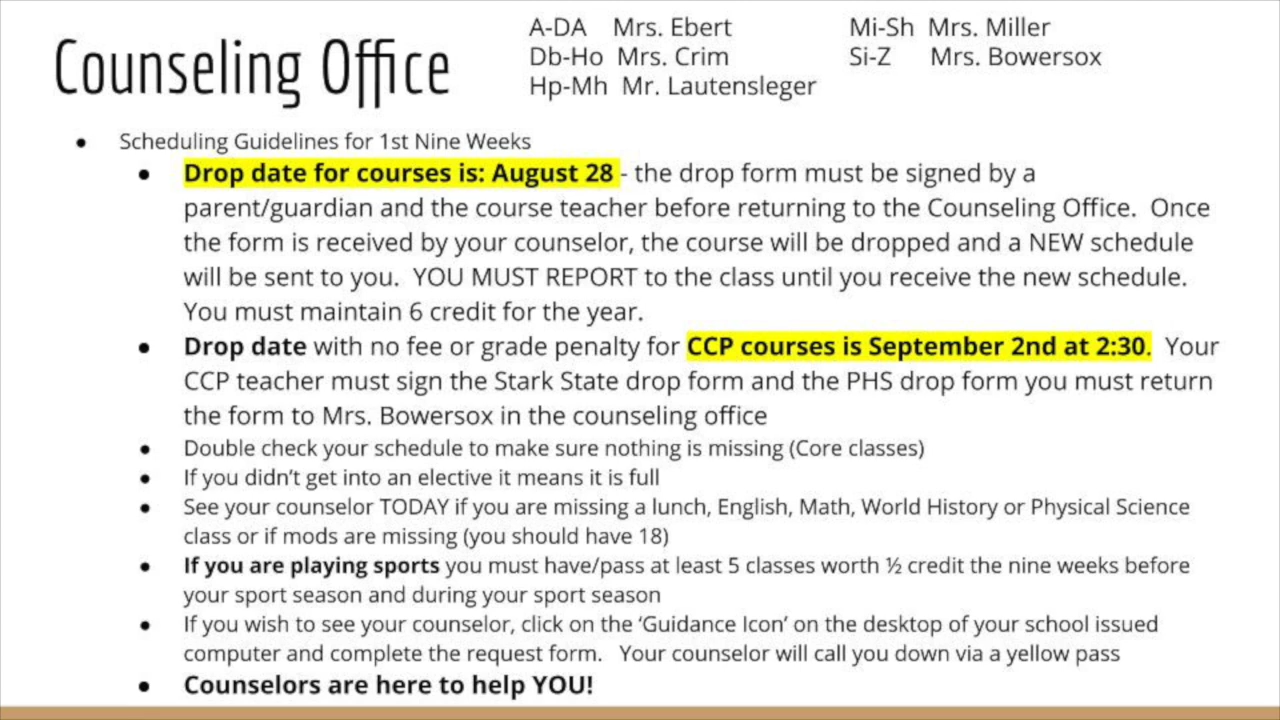 Counseling Office
A-DA Mrs. Ebert
Db-Ho Mrs. Crim
Hp-Mh Mr. Lautensleger
Mi-Sh Mrs. Miller
Si-Z Mrs. Bowersox
● Scheduling Guidelines for 1st Nine Weeks
● Drop date for courses is: August 28 - the drop form must be signed by a
parent/guardian and the course teacher before returning to the Counseling Office. Once
the form is received by your counselor, the course will be dropped and a NEW schedule
will be sent to you. YOU MUST REPORT to the class until you receive the new schedule.
You must maintain 6 credit for the year.
● Drop date with no fee or grade penalty for CCP courses is September 2nd at 2:30. Your
CCP teacher must sign the Stark State drop form and the PHS drop form you must return
the form to Mrs. Bowersox in the counseling office
● Double check your schedule to make sure nothing is missing (Core classes)
● If you didn't get into an elective it means it is full
● See your counselor TODAY if you are missing a lunch, English, Math, World History or Physical Science
class or if mods are missing (you should have 18)
● If you are playing sports you must have/pass at least 5 classes worth ½ credit the nine weeks before
your sport season and during your sport season
● If you wish to see your counselor, click on the ‘Guidance Icon’ on the desktop of your school issued
computer and complete the request form. Your counselor will call you down via a yellow pass
● Counselors are here to help YOU!